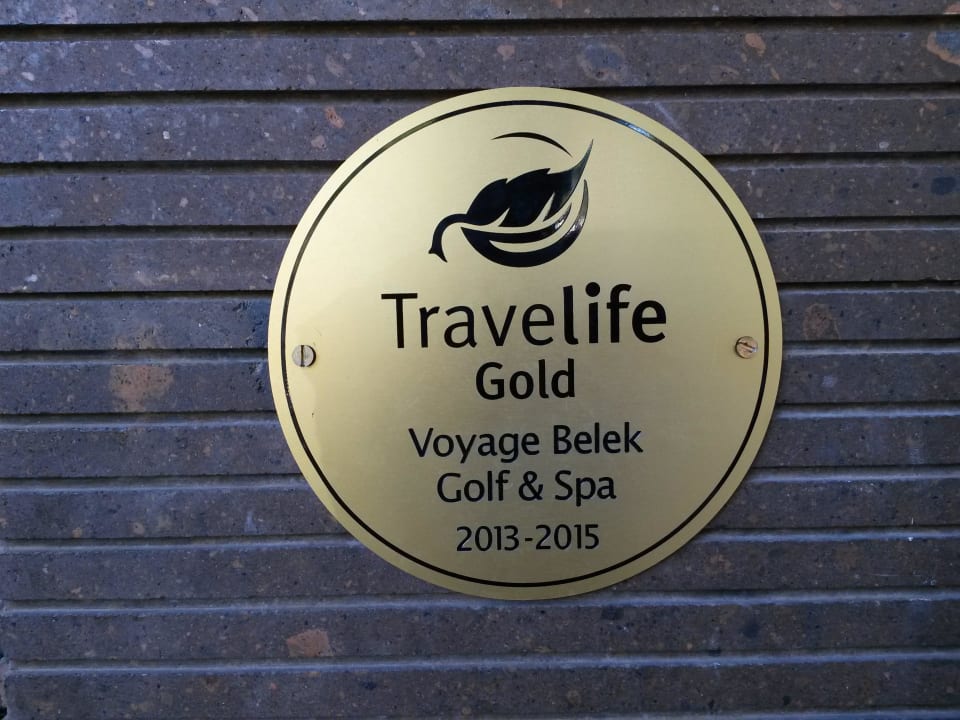 Travelife
Gold
Voyage Belek
Golf & Spa
2013-2015